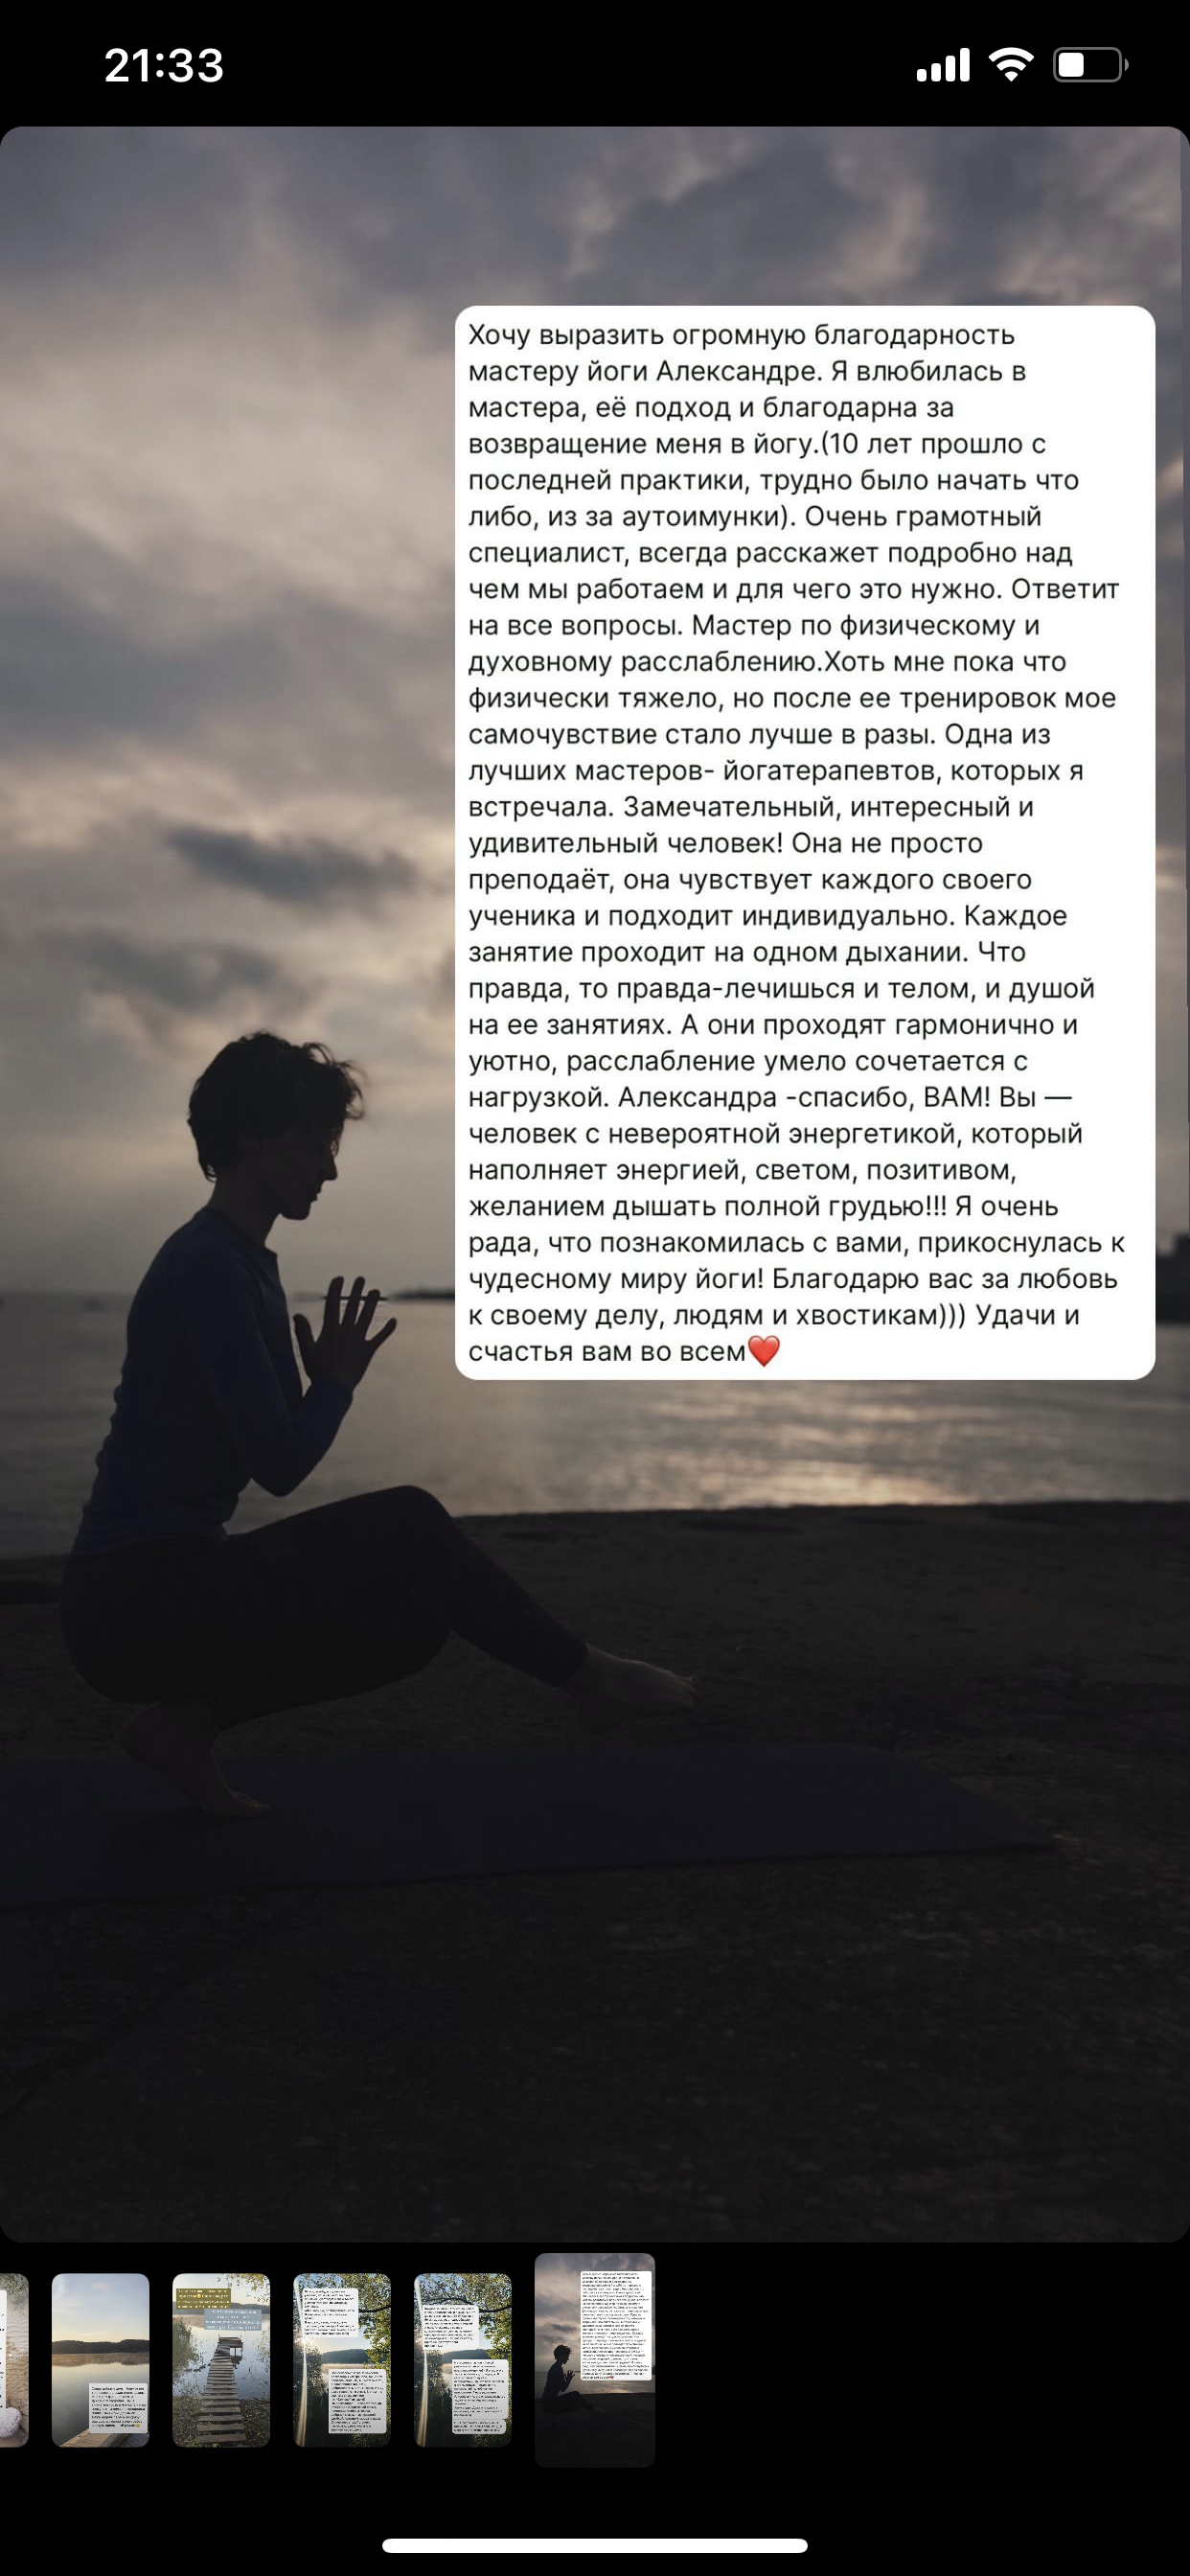 21:33
Хочу выразить огромную благодарность
мастеру йоги Александре. Я влюбилась в
мастера, её подход и благодарна за
возвращение меня в йогу.(10 лет прошло с
последней практики, трудно было начать что
либо, из за аутоимунки). Очень грамотный
специалист, всегда расскажет подробно над
чем мы работаем и для чего это нужно. Ответит
на все вопросы. Мастер по физическому и
духовному расслаблению.Хоть мне пока что
физически тяжело, но после ее тренировок мое
самочувствие стало лучше в разы. Одна из
лучших мастеров- йогатерапевтов, которых я
встречала. Замечательный, интересный и
удивительный человек! Она не просто
преподаёт, она чувствует каждого своего
ученика и подходит индивидуально. Каждое
занятие проходит на одном дыхании. Что
правда, то правда-лечишься и телом, и душой
на ее занятиях. А они проходят гармонично и
уютно, расслабление умело сочетается с
нагрузкой. Александра -спасибо, ВАМ! Вы —
человек с невероятной энергетикой, который
наполняет энергией, светом, позитивом,
желанием дышать полной грудью!!! Я очень
рада, что познакомилась с вами, прикоснулась к
чудесному миру йоги! Благодарю вас за любовь
к своему делу, людям и хвостикам))) Удачи и
счастья вам во всем❤️